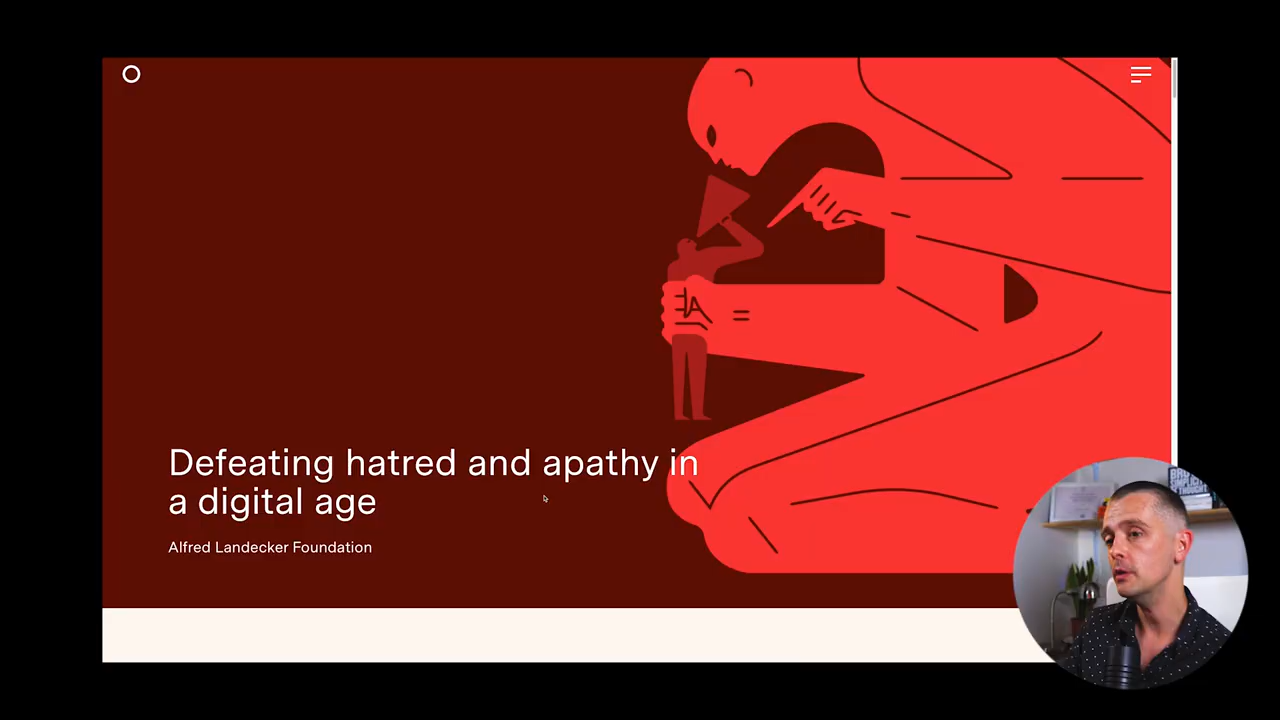 Defeating hatred and apathy in
a digital age
Alfred Landecker Foundation